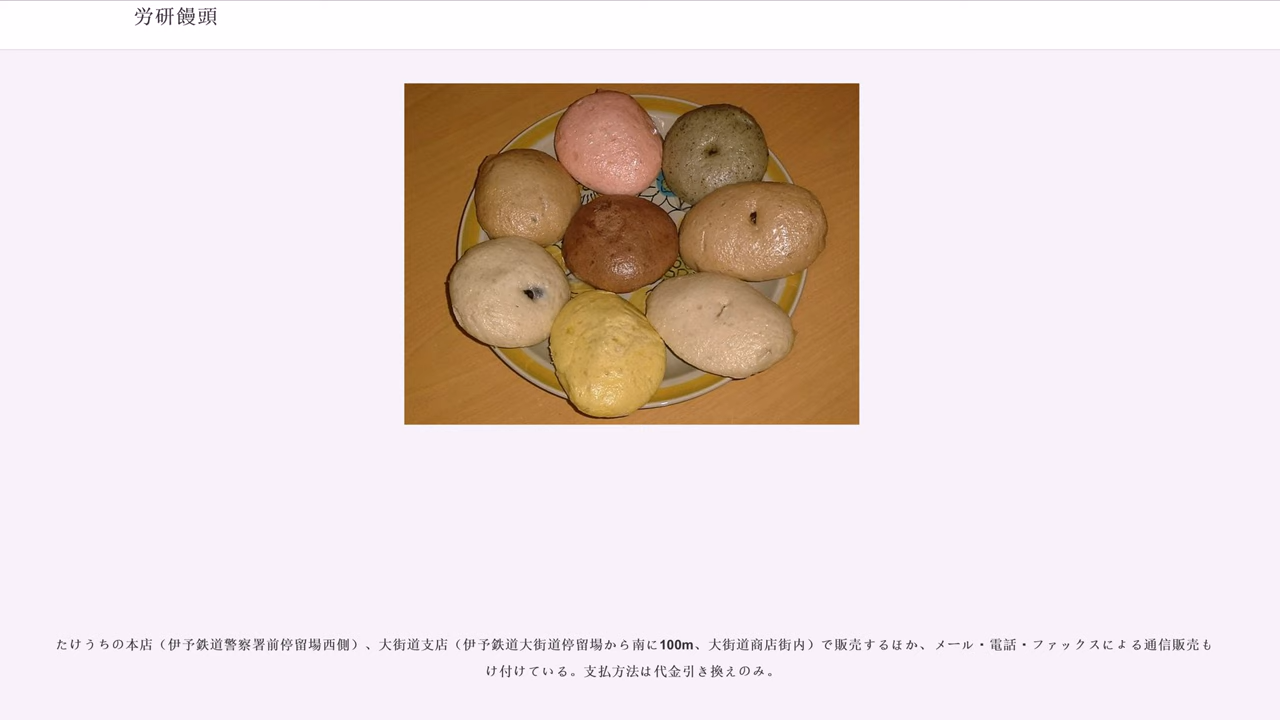 労研饅頭
たけうちの本店（伊予鉄道警察署前停留場西側）、大街道支店（伊予鉄道大街道停留場から南に100m、大街道商店街内）で販売するほか、メール・電話・ファックスによる通信販売も
け付けている。支払方法は代金引き換えのみ。